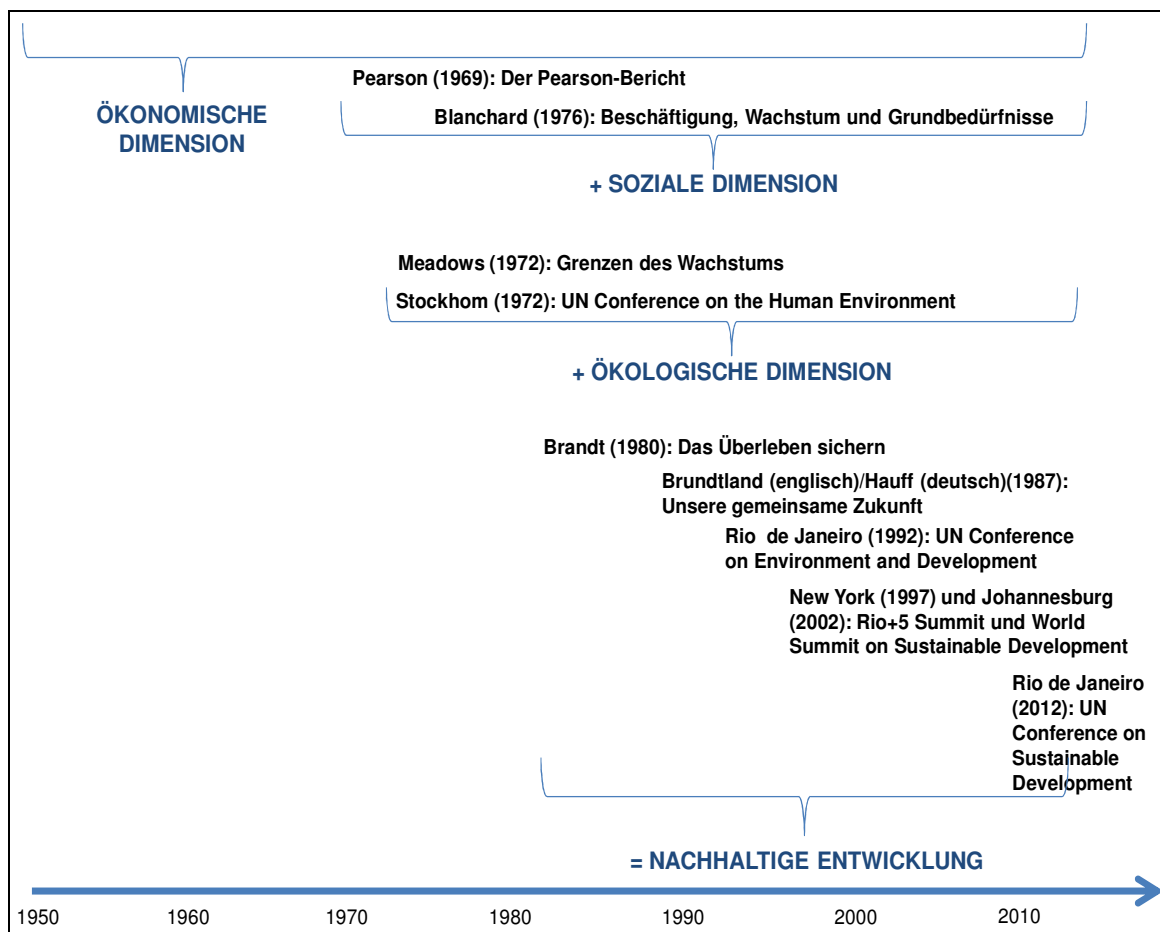 Pearson (1969): Der Pearson-Bericht
ÖKONOMISCHE
DIMENSION
Blanchard (1976): Beschäftigung, Wachstum und Grundbedürfnisse
+ SOZIALE DIMENSION
Meadows (1972): Grenzen des Wachstums
Stockhom (1972): UN Conference on the Human Environment
+ ÖKOLOGISCHE DIMENSION
Brandt (1980): Das Überleben sichern
Brundtland (englisch)/Hauff (deutsch)(1987):
Unsere gemeinsame Zukunft
Rio de Janeiro (1992): UN Conference
on Environment and Development
New York (1997) und Johannesburg
(2002): Rio+5 Summit und World
Summit on Sustainable Development
Rio de Janeiro
(2012): UN
Conference on
Sustainable
Development
= NACHHALTIGE ENTWICKLUNG
1950 1960 1970 1980 1990 2000 2010